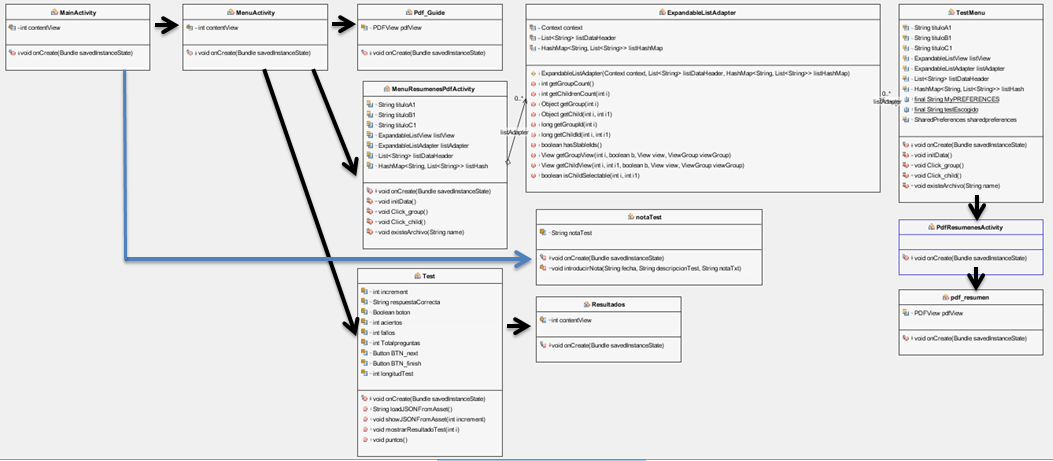 MainActivity
-int contentView
+void onCreate(Bundle savedInstanceState)
MenuActivity
-int contentView
+void onCreate(Bundle savedInstanceState)
Pdf_Guide
-PDFView pdfView
+void onCreate(Bundle savedInstanceState)
MenuResumenesPdfActivity
-String tituloA1
-String tituloB1
-String tituloC1
-ExpandableListView listView
-ExpandableListAdapter listAdapter
-List<String> listDataHeader
-HashMap<String, List<String>> listHash
+void onCreate(Bundle savedInstanceState)
-void initData()
-void Click_group()
-void Click_child()
-void existeArchivo(String name)
0..*
listAdapter
ExpandableListAdapter
-Context context
-List<String> listDataHeader
-HashMap<String, List<String>> listHashMap
+ExpandableListAdapter(Context context, List<String> listDataHeader, HashMap<String, List<String>> listHashMap)
+int getGroupCount()
+int getChildrenCount(int i)
+Object getGroup(int i)
+Object getChild(int i, int i1)
+long getGroupId(int i)
+long getChildId(int i, int i1)
+boolean hasStableIds()
+View getGroupView(int i, boolean b, View view, ViewGroup viewGroup)
+View getChildView(int i, int i1, boolean b, View view, ViewGroup viewGroup)
+boolean isChildSelectable(int i, int i1)
0..*
listAdapter
TestMenu
-String tituloA1
-String tituloB1
-String tituloC1
-ExpandableListView listView
-ExpandableListAdapter listAdapter
-List<String> listDataHeader
-HashMap<String, List<String>> listHash
-final String MyPREFERENCES
-final String testEscogido
-SharedPreferences sharedpreferences
+void onCreate(Bundle savedInstanceState)
-void initData()
-void Click_group()
-void Click_child()
-void existeArchivo(String name)
PdfResumenesActivity
+void onCreate(Bundle savedInstanceState)
pdf_resumen
-PDFView pdfView
+void onCreate(Bundle savedInstanceState)
notaTest
-String notaTest
+void onCreate(Bundle savedInstanceState)
-void introducirNota(String fecha, String descripcionTest, String notaTxt)
Test
-int increment
-String respuestaCorrecta
-Boolean boton
-int aciertos
-int fallos
-int Totalpreguntas
-Button BTN_next
-Button BTN_finish
-int longitudTest
+void onCreate(Bundle savedInstanceState)
+String loadJSONFromAsset()
+void showJSONFromAsset(int increment)
+void mostrarResultadoTest(int i)
+void puntos()
Resultados
-int contentView
+void onCreate(Bundle savedInstanceState)